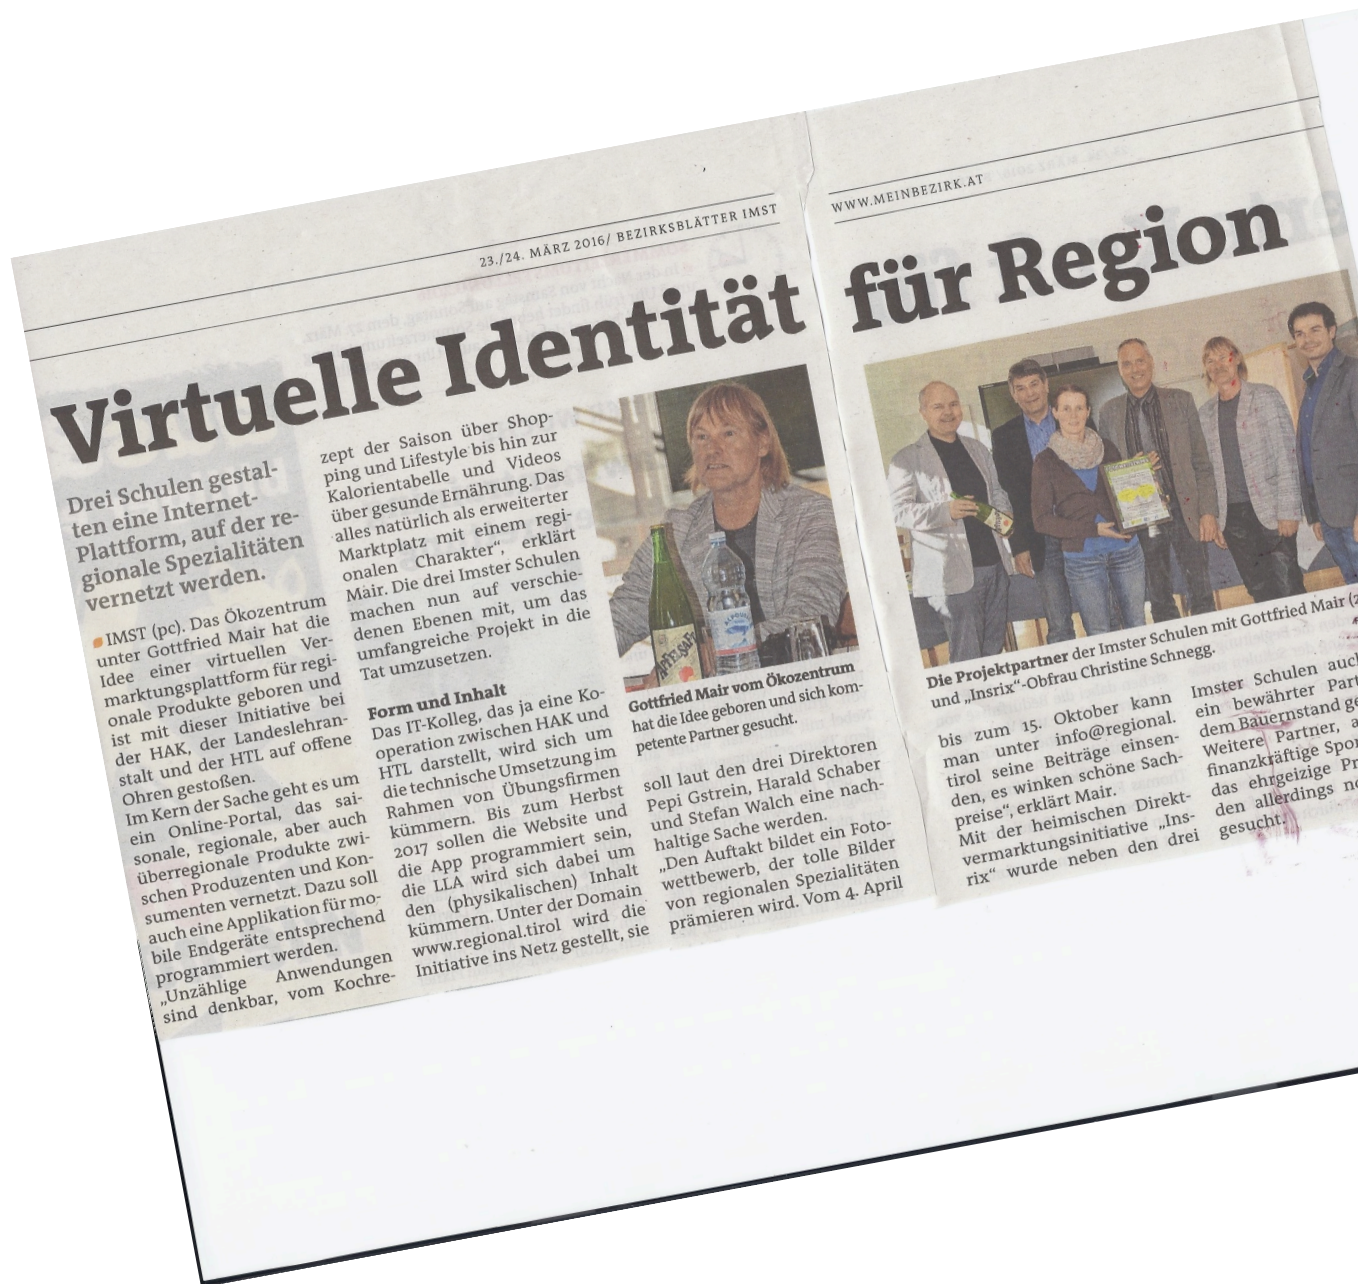 23./24. MÄRZ 2016/ BEZIRKSBLÄTTER IMST
WWW.MEINBEZIRK.AT
Virtuelle Identität für Region
Drei Schulen gestal-
ten eine Internet-
Plattform, auf der re-
gionale Spezialitäten
vernetzt werden.
IMST (pc). Das Ökozentrum
unter Gottfried Mair hat die
Idee einer virtuellen Ver-
marktungsplattform für regi-
onale Produkte geboren und
ist mit dieser Initiative bei
der HAK, der Landeslehran-
stalt und der HTL auf offene
Ohren gestoßen.
Im Kern der Sache geht es um
ein Online-Portal, das sai-
sonale, regionale, aber auch
überregionale Produkte zwi-
schen Produzenten und Kon-
sumenten vernetzt. Dazu soll
auch eine Applikation für mo-
bile Endgeräte entsprechend
programmiert werden.
„Unzählige Anwendungen
sind denkbar, vom Kochre-
zept der Saison über Shop-
ping und Lifestyle bis hin zur
Kalorientabelle und Videos
über gesunde Ernährung. Das
alles natürlich als erweiterter
Marktplatz mit einem regi-
onalen Charakter“, erklärt
Mair. Die drei Imster Schulen
machen nun auf verschie-
denen Ebenen mit, um das
umfangreiche Projekt in die
Tat umzusetzen.
Form und Inhalt
Das IT-Kolleg, das ja eine Ko-
operation zwischen HAK und
HTL darstellt, wird sich um
die technische Umsetzung im
Rahmen von Übungsfirmen
kümmern. Bis zum Herbst
2017 sollen die Website und
die App programmiert sein,
die LLA wird sich dabei um
den (physikalischen) Inhalt
kümmern. Unter der Domain
www.regional.tirol wird die
Initiative ins Netz gestellt, sie
APFELSAFT
ALPQUELL
Gottfried Mair vom Ökozentrum
hat die Idee geboren und sich kom-
petente Partner gesucht.
soll laut den drei Direktoren
Pepi Gstrein, Harald Schaber
und Stefan Walch eine nach-
haltige Sache werden.
„Den Auftakt bildet ein Foto-
wettbewerb, der tolle Bilder
von regionalen Spezialitäten
prämieren wird. Vom 4. April
Die Projektpartner der Imster Schulen mit Gottfried Mair (z
und „Insrix“-Obfrau Christine Schnegg.
bis zum 15. Oktober kann
man unter info@regional.
tirol seine Beiträge einsen-
den, es winken schöne Sach-
preise“, erklärt Mair.
Mit der heimischen Direkt-
vermarktungsinitiative „Ins-
rix“ wurde neben den drei
Imster Schulen auch
ein bewährter Part
dem Bauernstand ge
Weitere Partner, a
finanzkräftige Spon
das ehrgeizige Pr
den allerdings no
gesucht.